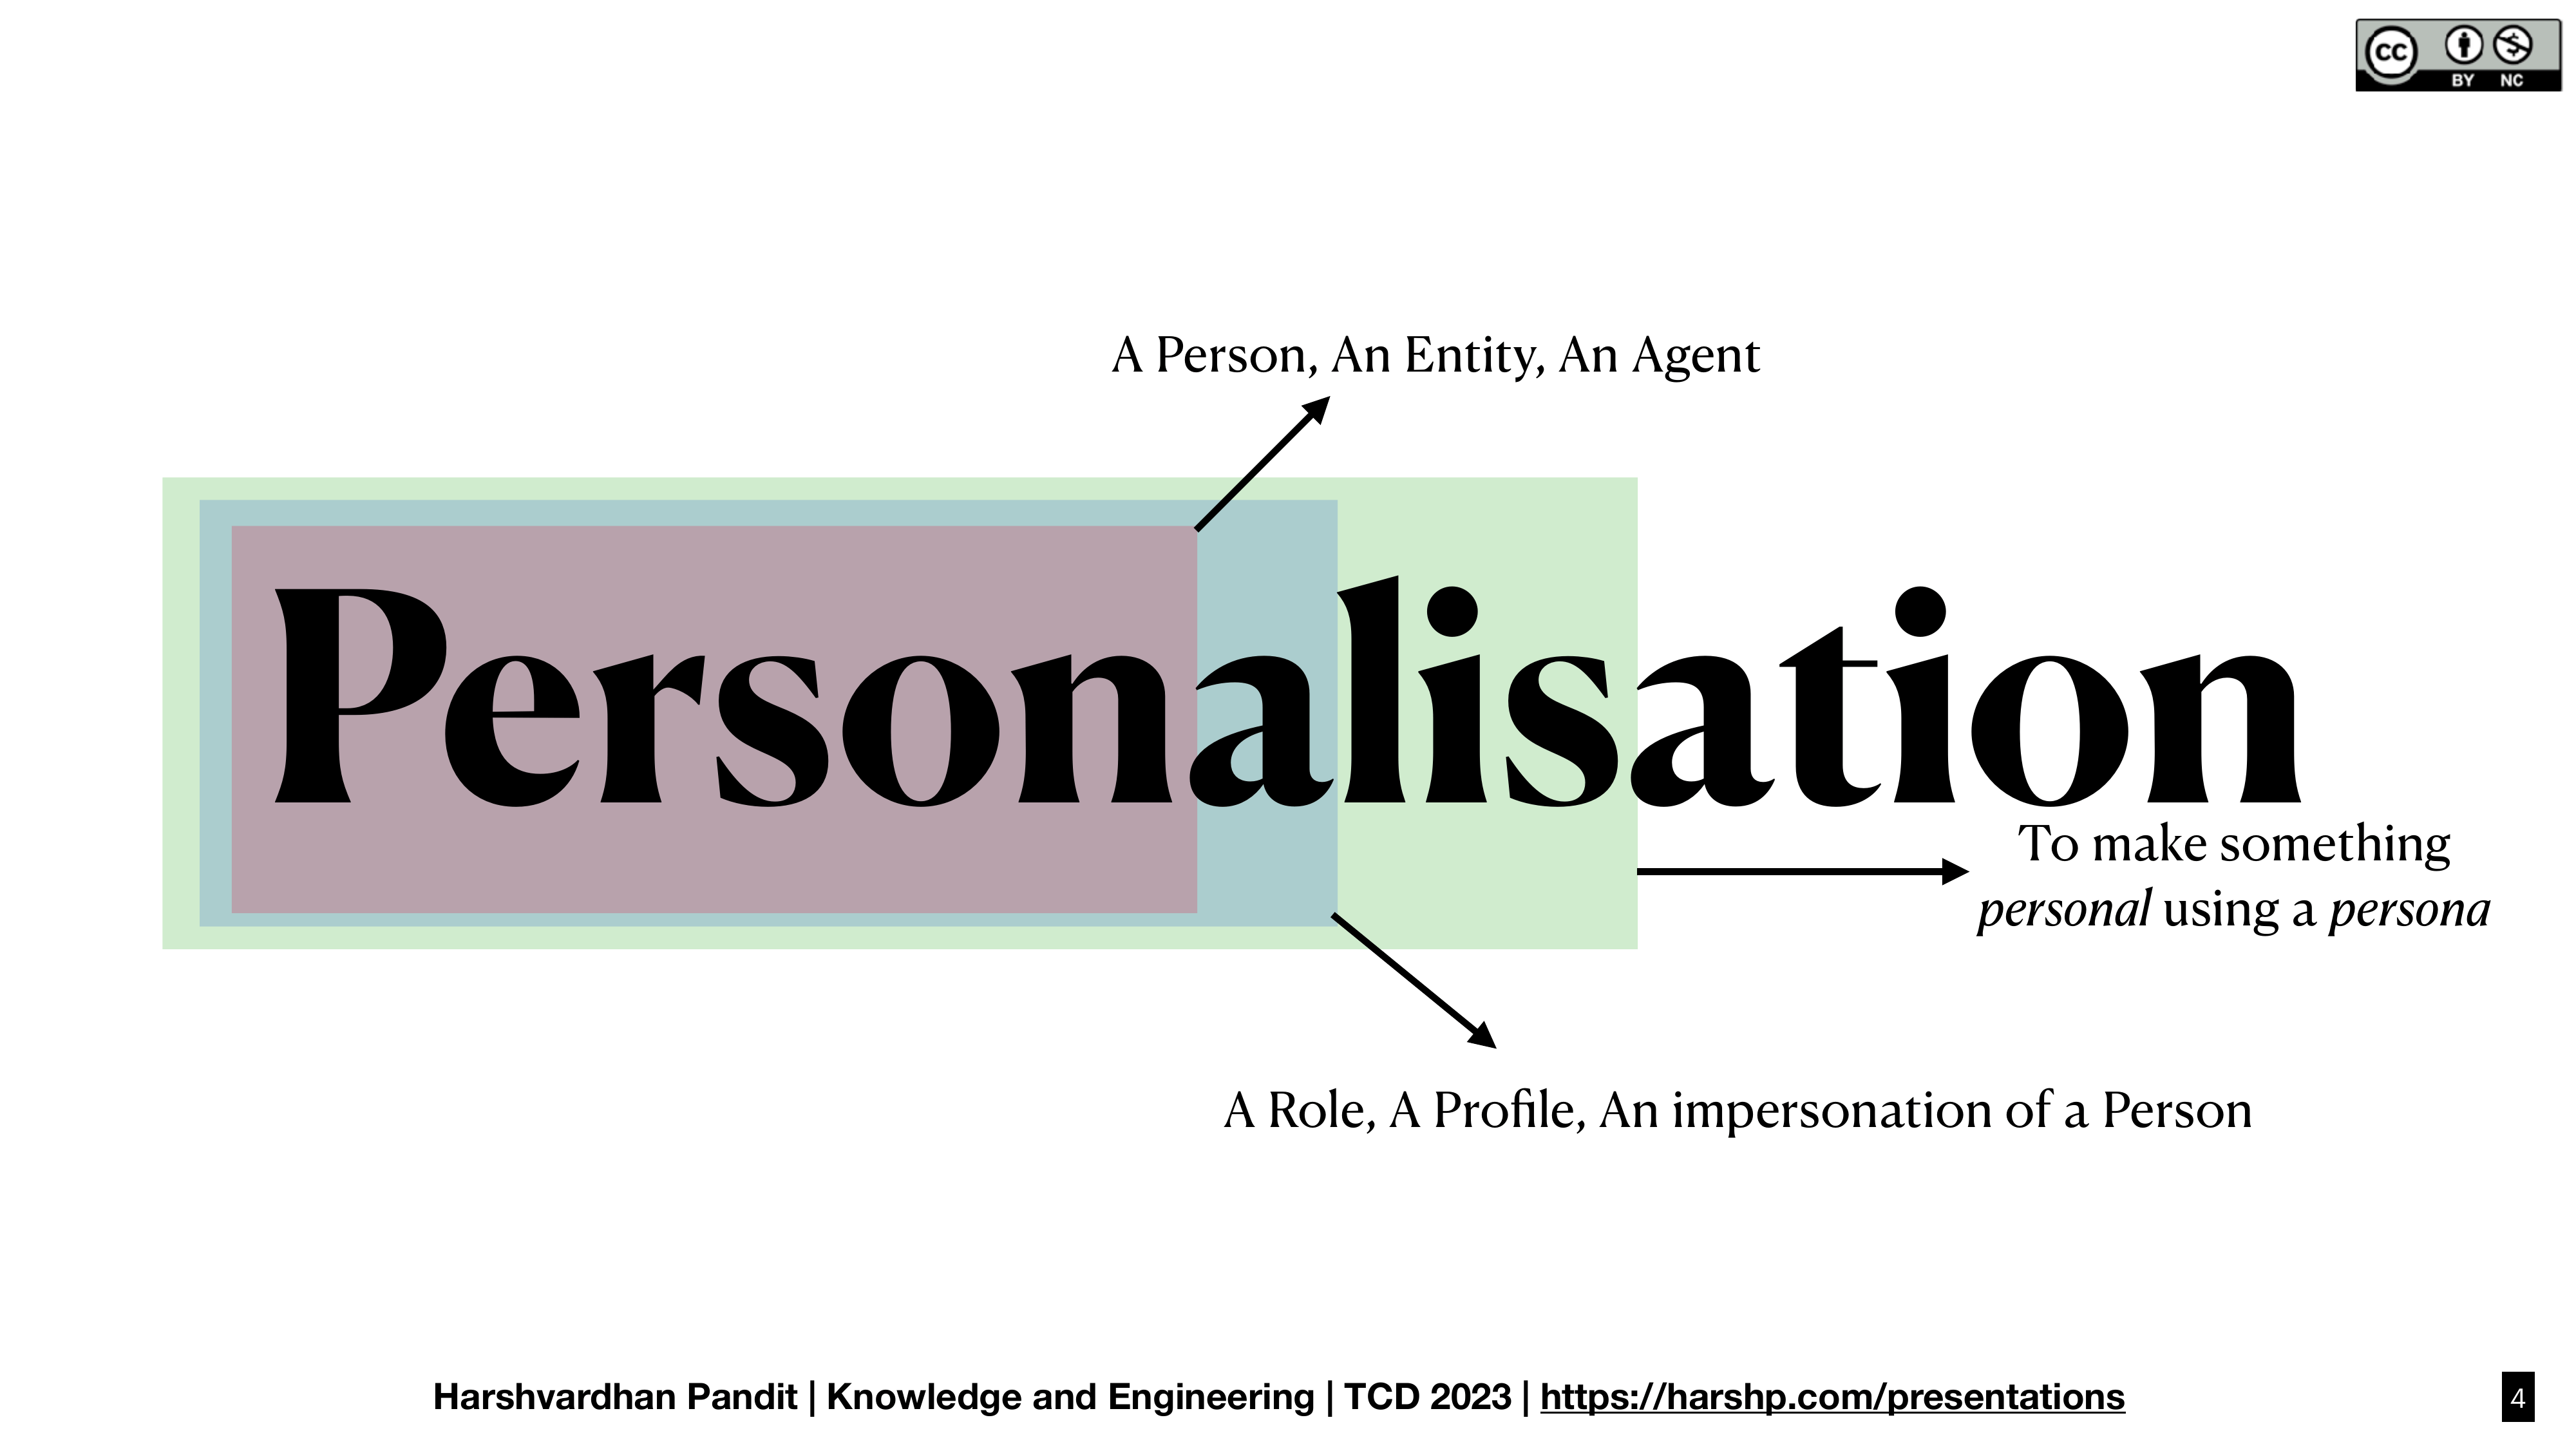 cc BY NC
A Person, An Entity, An Agent
Personalisation
To make something
personal using a persona
A Role, A Profile, An impersonation of a Person
Harshvardhan Pandit | Knowledge and Engineering | TCD 2023 | https://harshp.com/presentations
4